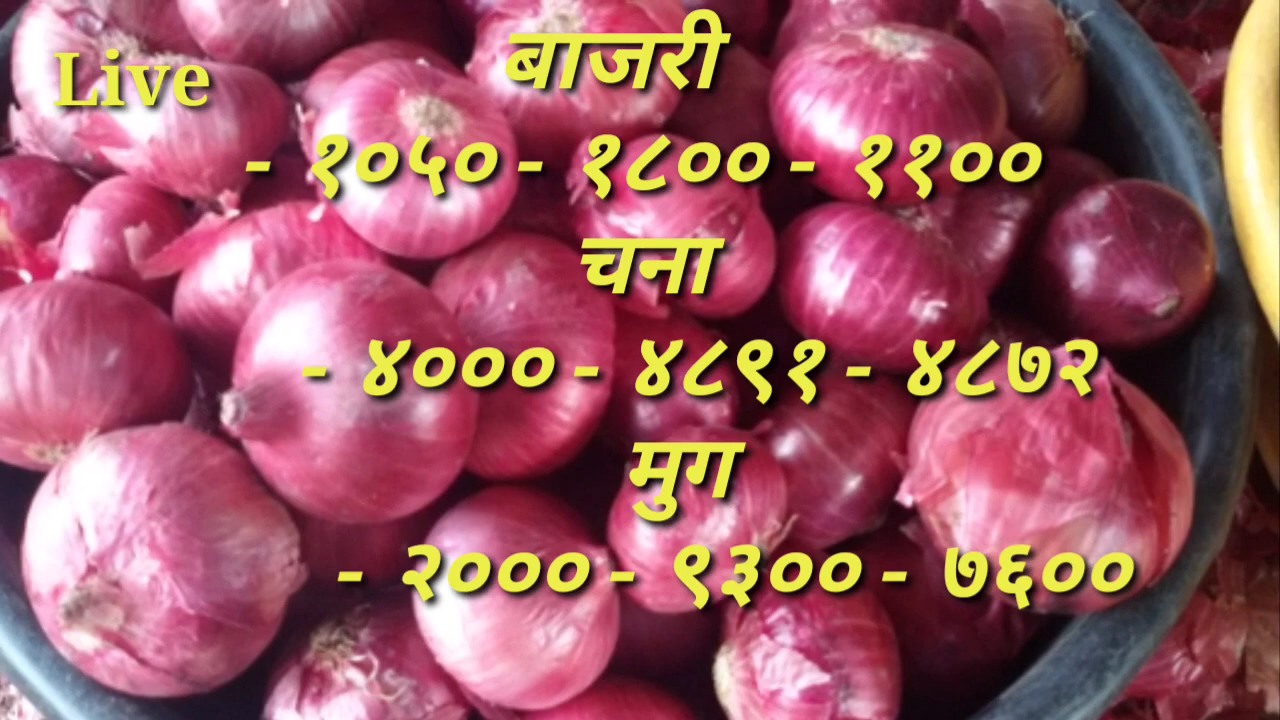 Live
बाजरी
- १०५० - १८०० - ११००
चना
- ४००० - ४८९१ - ४८७२
मुग
- २००० - ९३०० - ७६००